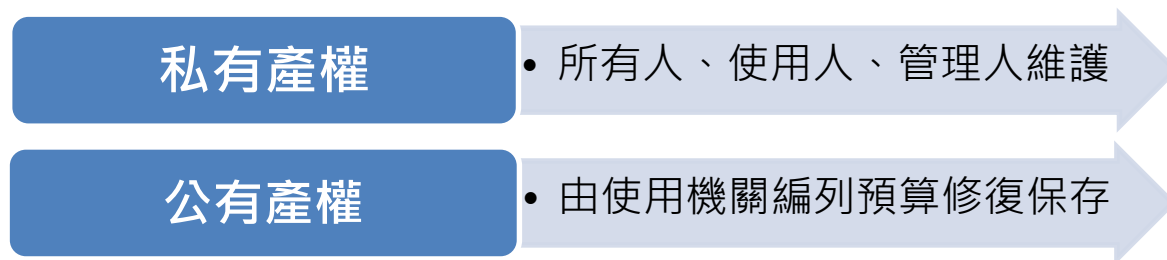 私有產權
• 所有人、使用人、管理人維護
公有產權
• 由使用機關編列預算修復保存